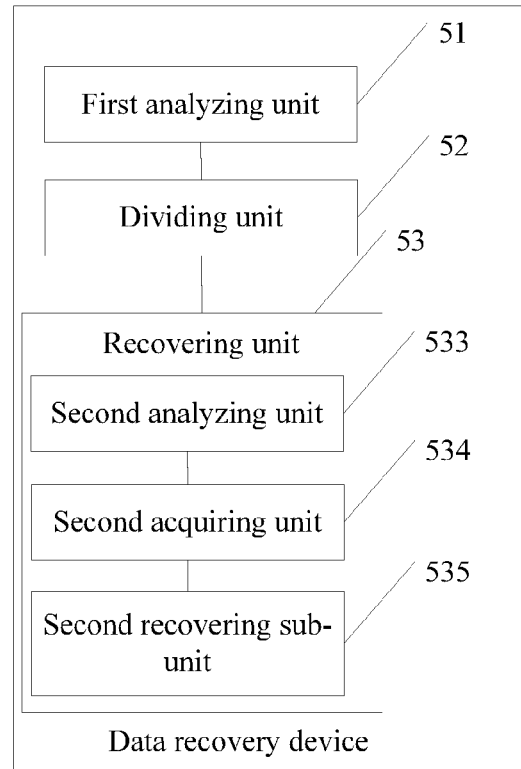 51
First analyzing unit
52
Dividing unit
53
Recovering unit
533
Second analyzing unit
534
Second acquiring unit
535
Second recovering sub-
unit
Data recovery device